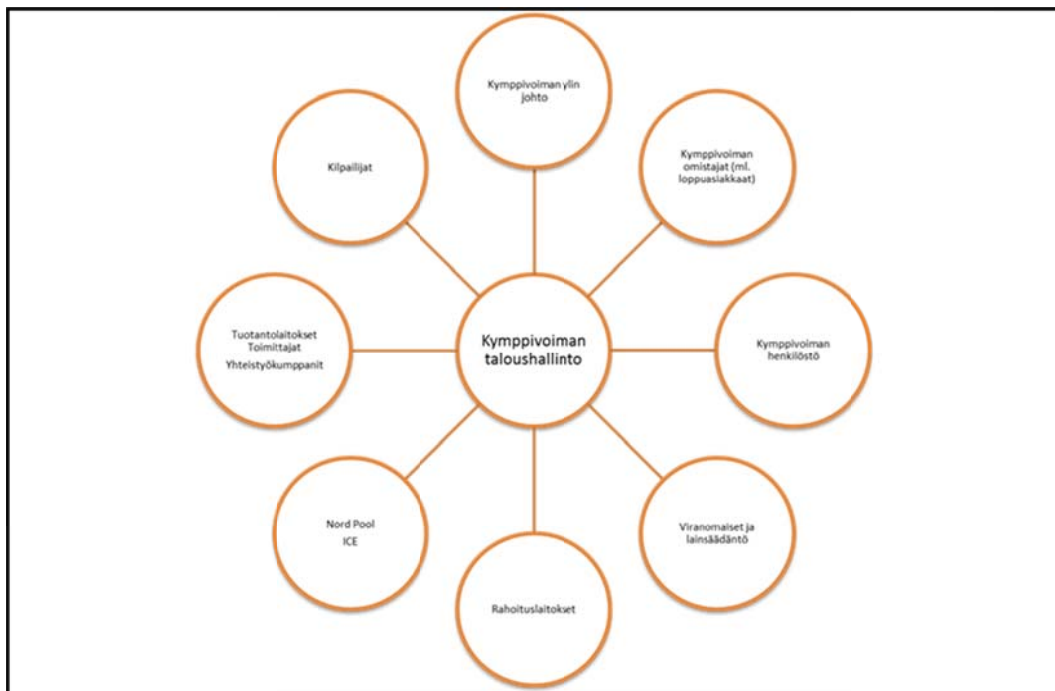 Kymppivoiman ylin
johto
Kilpailijat
Kymppivoiman
omistajat (ml.
loppuasiakkaat)
Tuotantolaitokset
Toimittajat
Yhteistyökumppanit
Kymppivoiman
taloushallinto
Kymppivoiman
henkilöstö
Nord Pool
ICE
Viranomaiset ja
lainsäädäntö
Rahoituslaitokset